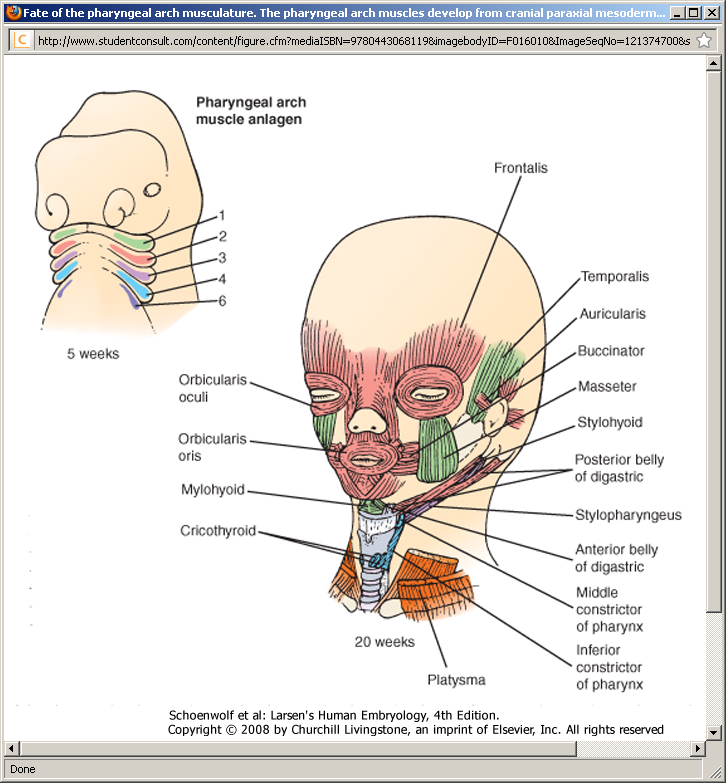 Fate of the pharyngeal arch musculature. The pharyngeal arch muscles develop from cranial paraxial mesoderm...
http://www.studentconsult.com/content/figure.cfm?mediaISBN=9780443068119&imagebodyID=F016010&ImageSeqNo=121374700&s
Pharyngeal arch
muscle anlagen
1
2
3
4
6
5 weeks
Frontalis
Temporalis
Auricularis
Buccinator
Masseter
Stylohyoid
Posterior belly
of digastric
Stylopharyngeus
Anterior belly
of digastric
Middle
constrictor
of pharynx
Inferior
constrictor
of pharynx
Orbicularis
oculi
Orbicularis
oris
Mylohyoid
Cricothyroid
20 weeks
Platysma
Schoenwolf et al: Larsen's Human Embryology, 4th Edition.
Copyright © 2008 by Churchill Livingstone, an imprint of Elsevier, Inc. All rights reserved
Done